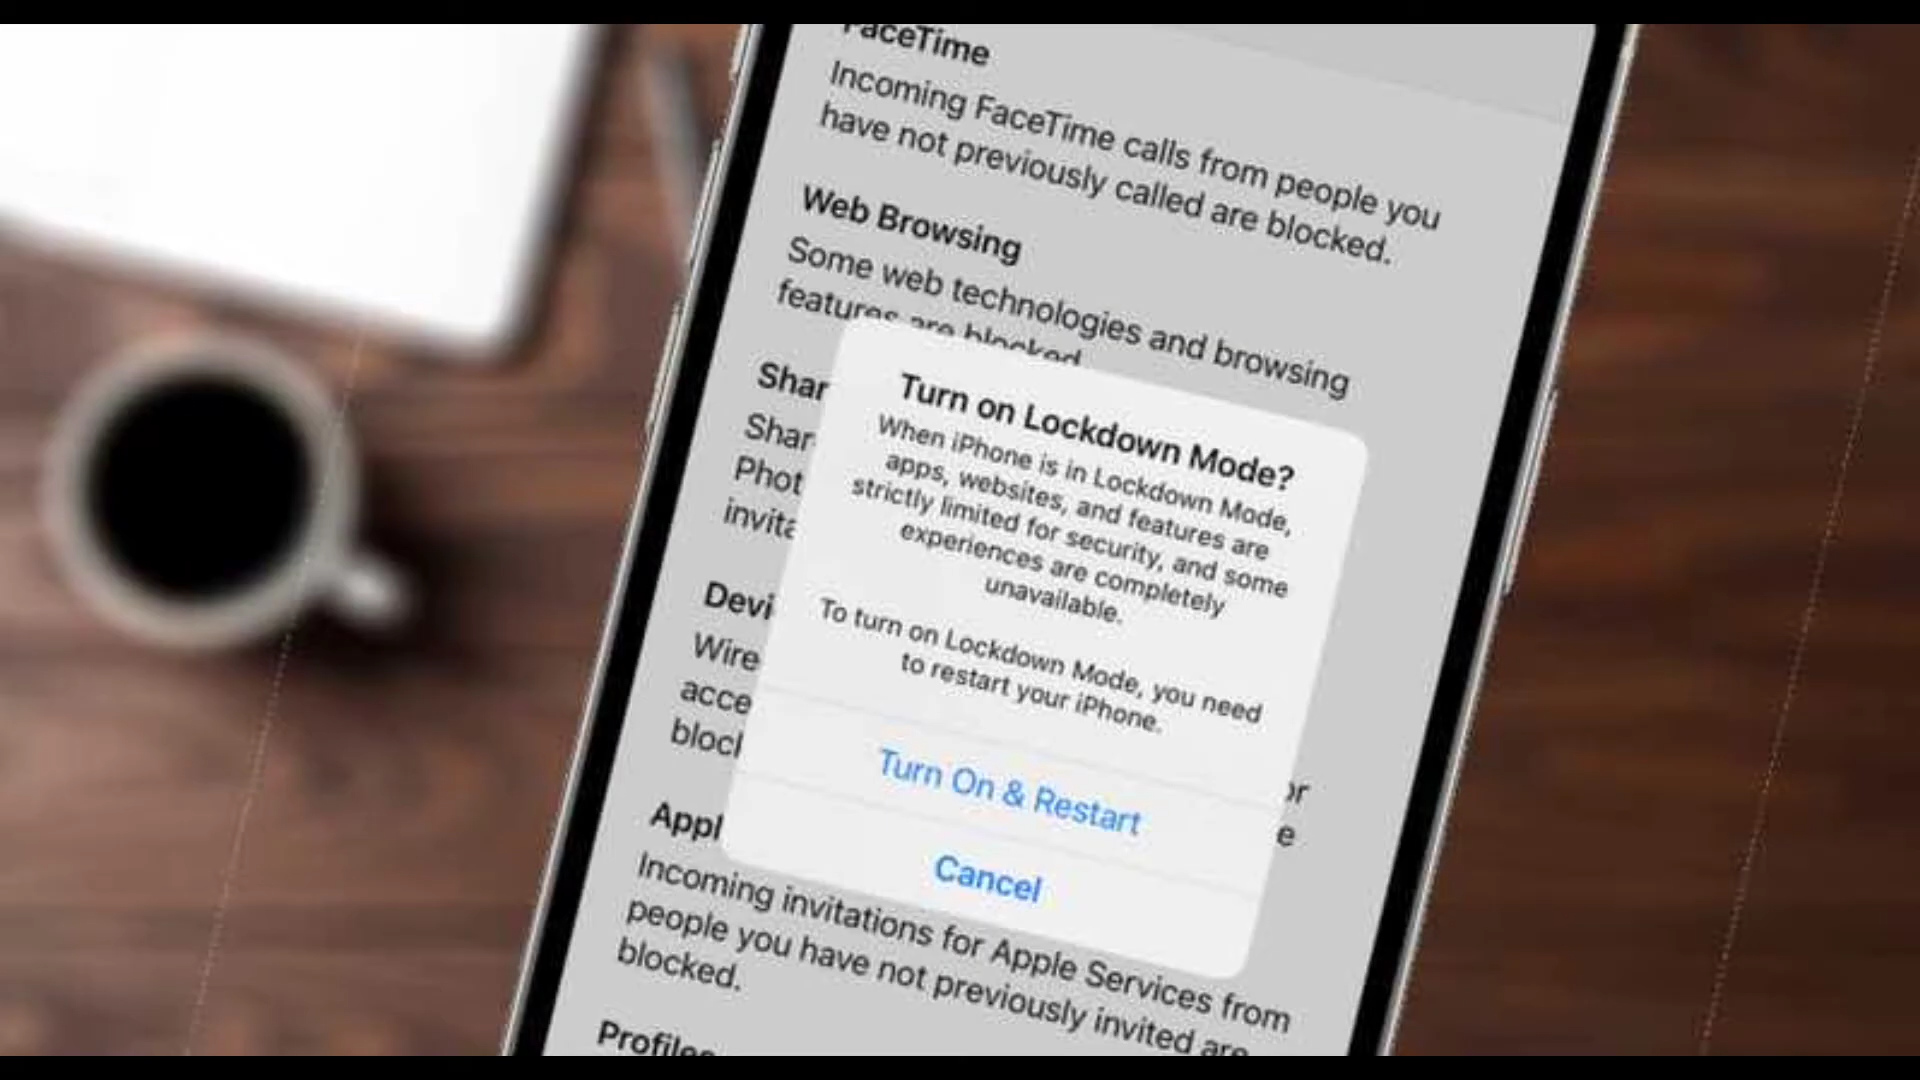 FaceTime
Incoming FaceTime calls from people you
have not previously called are blocked.
Web Browsing
Some web technologies and browsing
features are blocked.
Shar
Shar
Phot
invita
Turn on Lockdown Mode?
When iPhone is in Lockdown Mode,
apps, websites, and features are
strictly limited for security, and some
experiences are completely
unavailable.
To turn on Lockdown Mode, you need
to restart your iPhone.
Turn On & Restart
Cancel
Devi
Wire
acce
block
or
e
Appl
Incoming invitations for Apple Services from
people you have not previously invited are
blocked.
Profiles